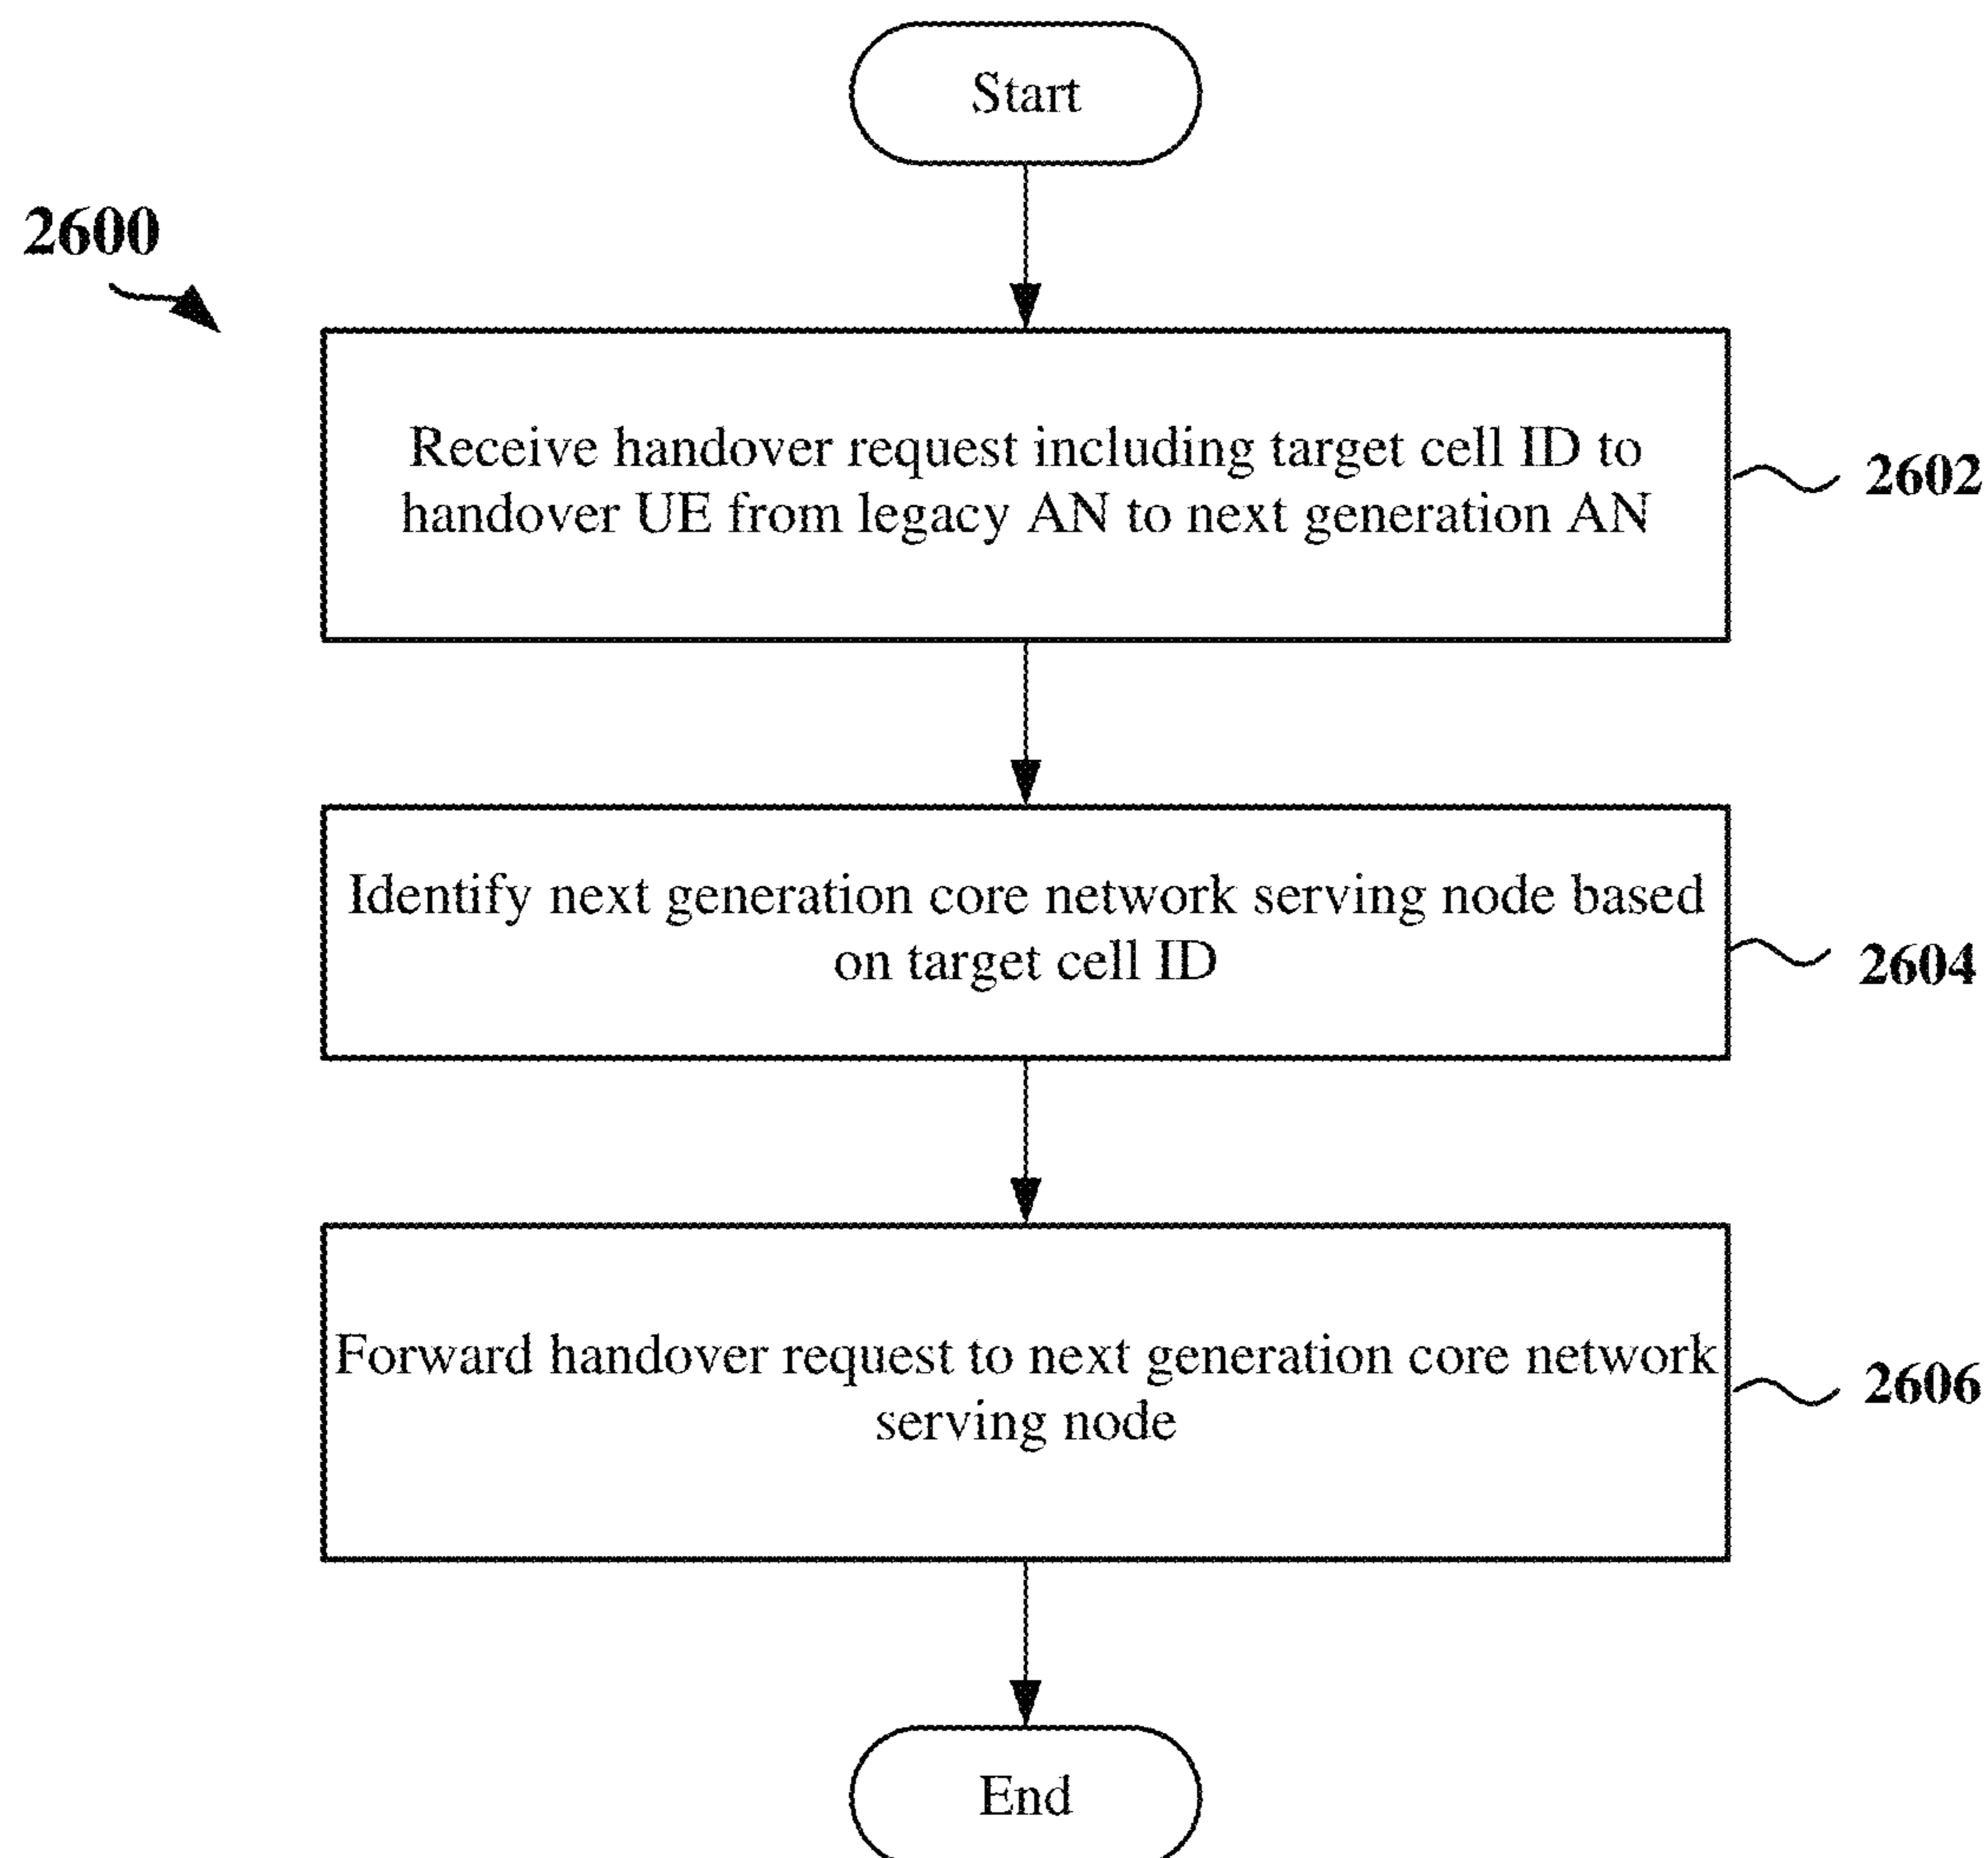 Start
2600
Receive handover request including target cell ID to
handover UE from legacy AN to next generation AN
2602
Identify next generation core network serving node based
on target cell ID
2604
Forward handover request to next generation core network
serving node
2606
End